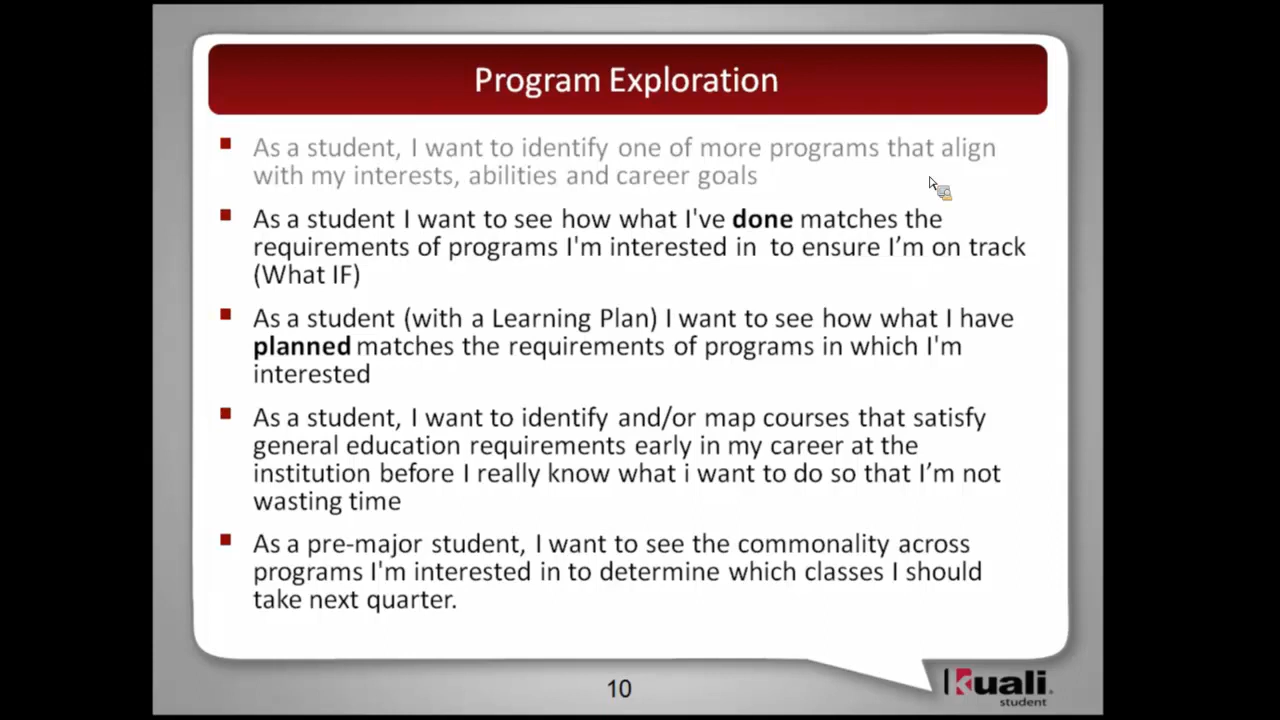 Program Exploration
As a student, I want to identify one of more programs that align
with my interests, abilities and career goals
As a student I want to see how what I've done matches the
requirements of programs I'm interested in to ensure I’m on track
(What IF)
As a student (with a Learning Plan) I want to see how what I have
planned matches the requirements of programs in which I'm
interested
As a student, I want to identify and/or map courses that satisfy
general education requirements early in my career at the
institution before I really know what i want to do so that I’m not
wasting time
As a pre-major student, I want to see the commonality across
programs I'm interested in to determine which classes I should
take next quarter.
10
kuali
student